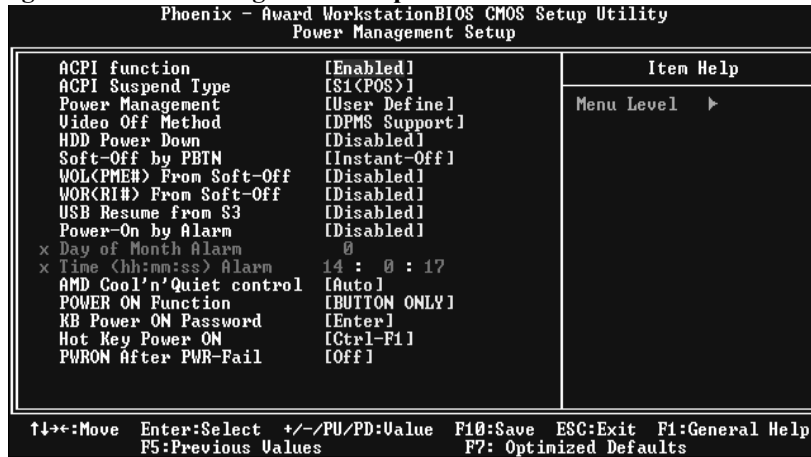 Phoenix - Award WorkstationBIOS CMOS Setup Utility
Power Management Setup
ACPI function [Enabled]
ACPI Suspend Type [S1(POS)]
Power Management [User Define]
Video Off Method [DPMS Support]
HDD Power Down [Disabled]
Soft-Off by PBTN [Instant-Off]
WOL(PME#) From Soft-Off [Disabled]
WOR(RI#) From Soft-Off [Disabled]
USB Resume from S3 [Disabled]
Power-On by Alarm [Disabled]
x Day of Month Alarm 0
x Time (hh:mm:ss) Alarm 14 : 0 : 17
AMD Cool'n'Quiet control [Auto]
POWER ON Function [BUTTON ONLY]
KB Power ON Password [Enter]
Hot Key Power ON [Ctrl-F1]
PWRON After PWR-Fail [Off]
Item Help
Menu Level ▶
↑↓→←:Move Enter:Select +/-/PU/PD:Value F10:Save ESC:Exit F1:General Help
F5:Previous Values F7: Optimized Defaults